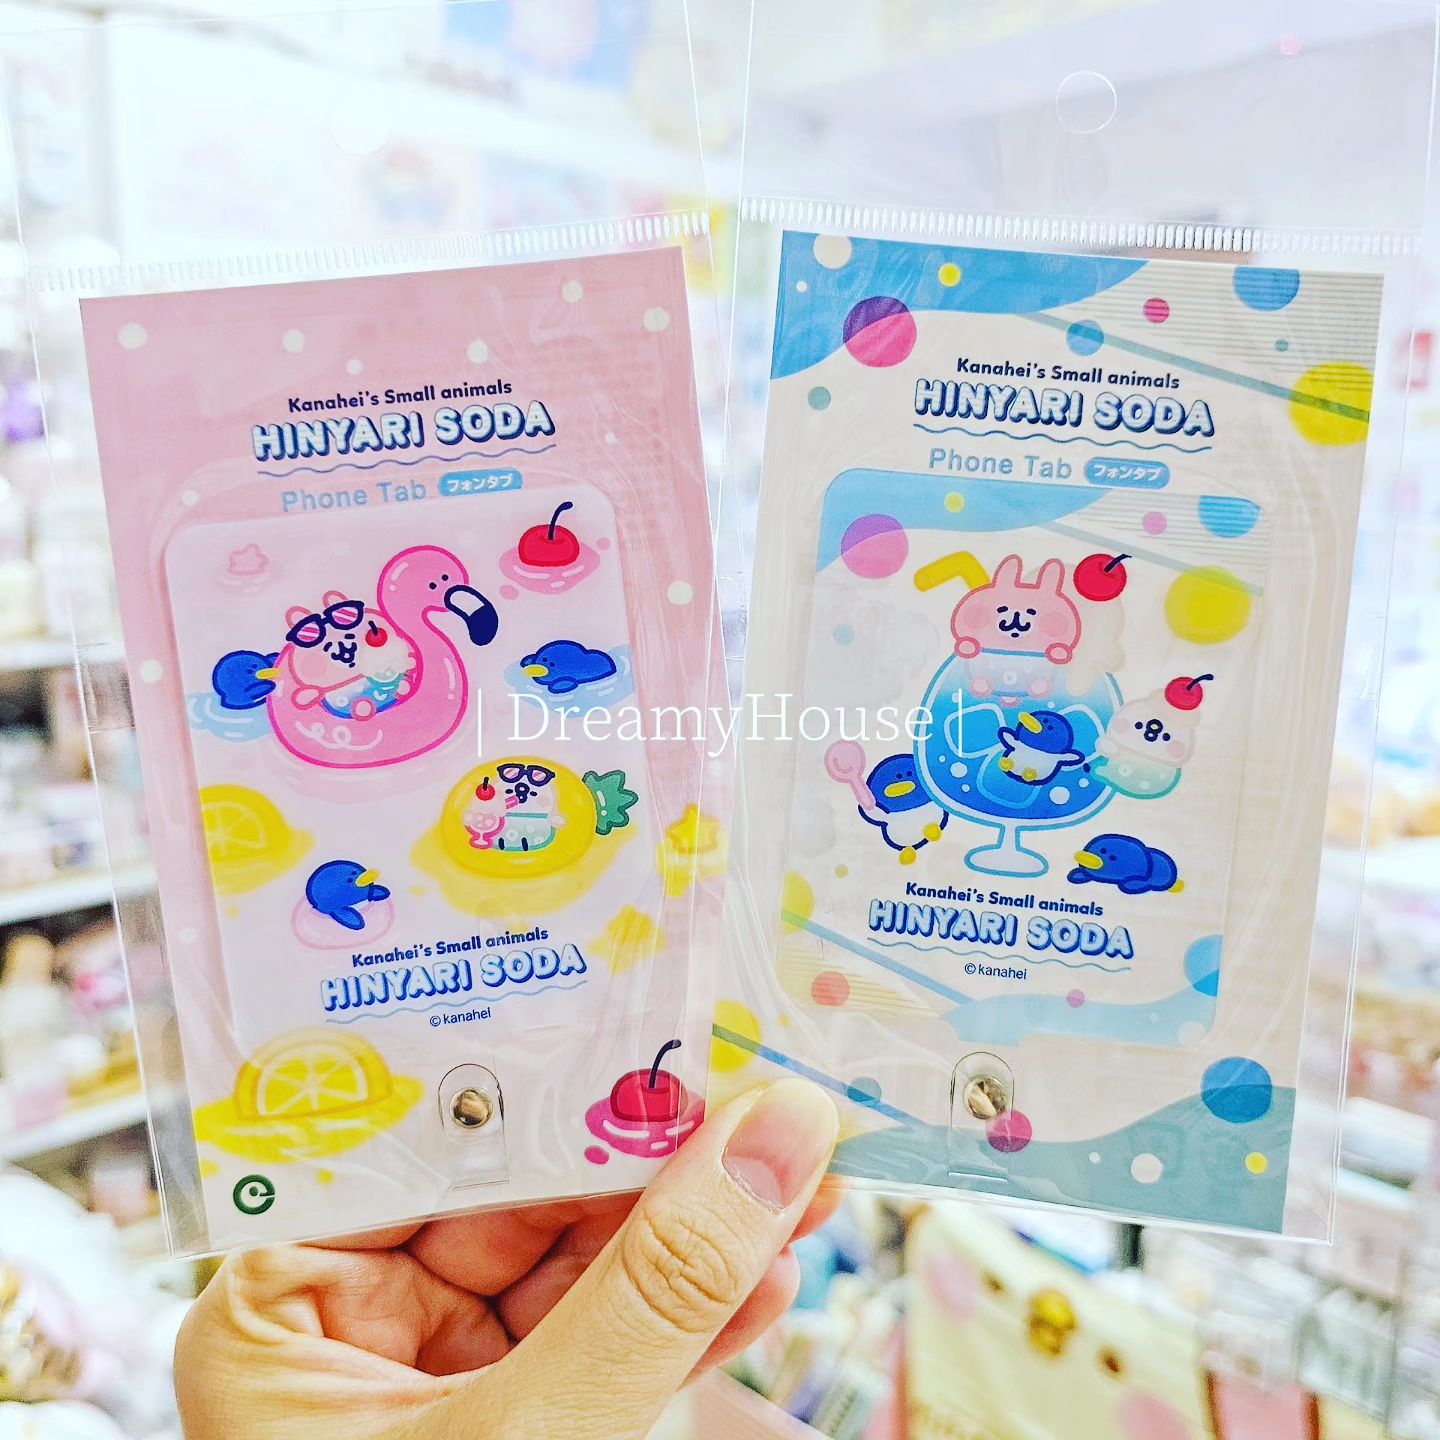 Kanahei's Small animals
HINYARI SODA
Phone Tab フォンタブ
Kanahei's Small animals
HINYARI SODA
©kanahei
Kanahei's Small animals
HINYARI SODA
Phone Tab フォンタブ
Kanahei's Small animals
HINYARI SODA
©kanahei
| DreamyHouse |